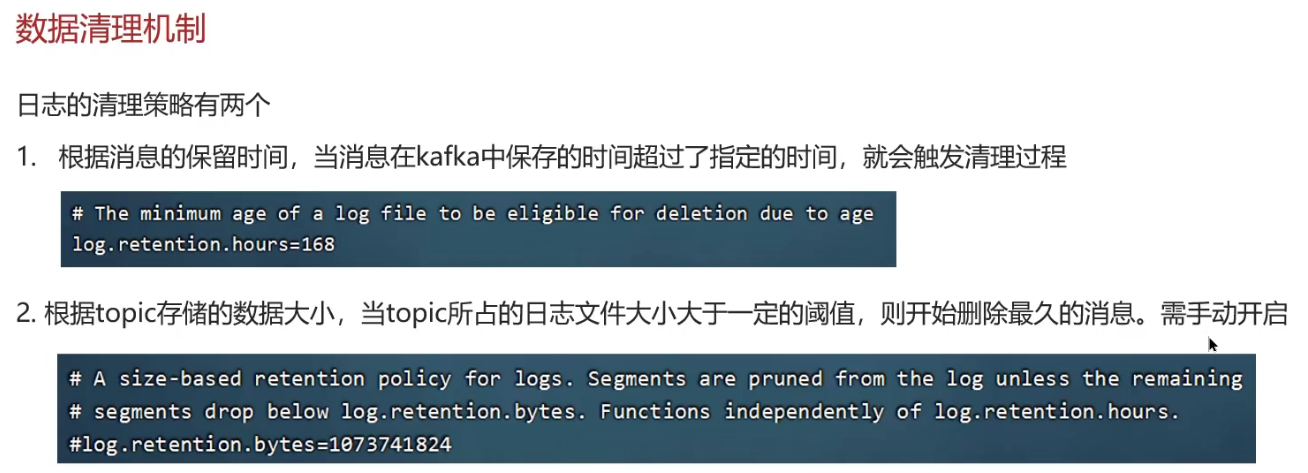 数据清理机制
日志的清理策略有两个
1. 根据消息的保留时间，当消息在kafka中保存的时间超过了指定的时间，就会触发清理过程
# The minimum age of a log file to be eligible for deletion due to age
log.retention.hours=168
2. 根据topic存储的数据大小，当topic所占的日志文件大小大于一定的阈值，则开始删除最久的消息。需手动开启
# A size-based retention policy for logs. Segments are pruned from the log unless the remaining
# segments drop below log.retention.bytes. Functions independently of log.retention.hours.
#log.retention.bytes=1073741824